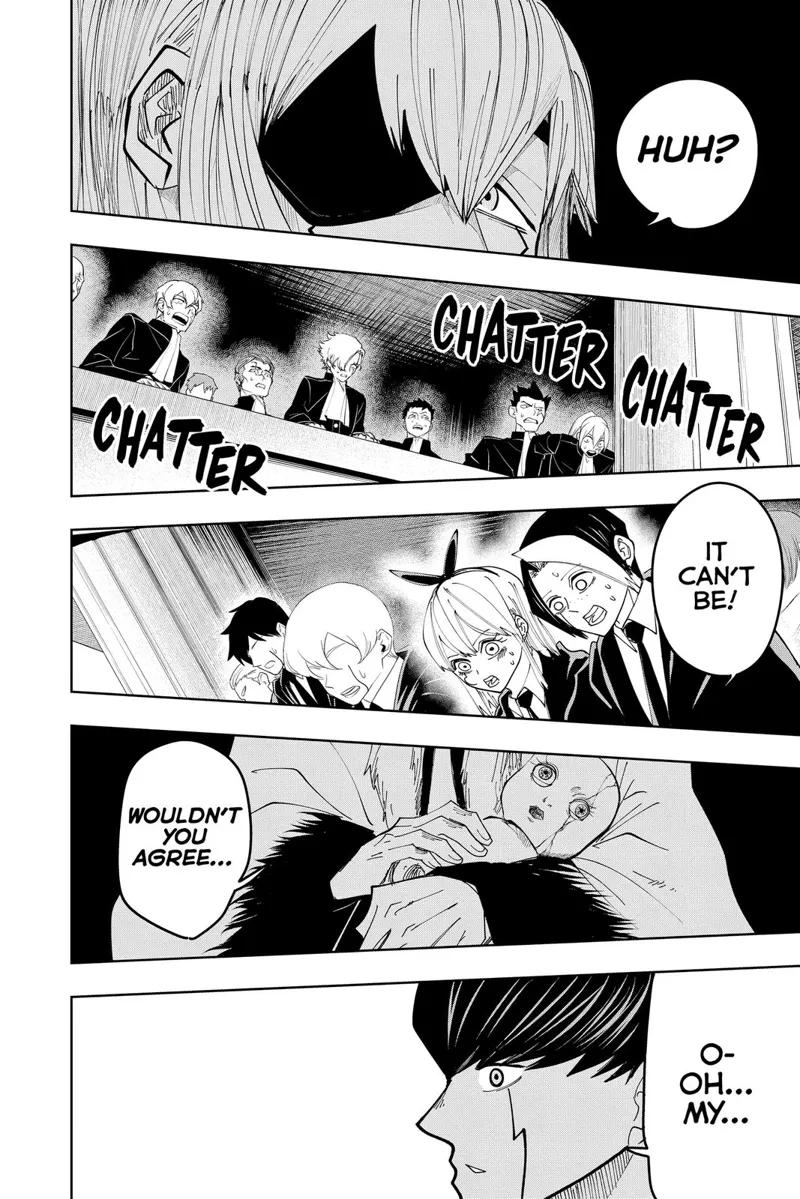 HUH?
CHATTER
CHATTER
CHATTER
IT
CAN'T
BE!
WOULDN'T
YOU
AGREE...
O-
OH...
MY...